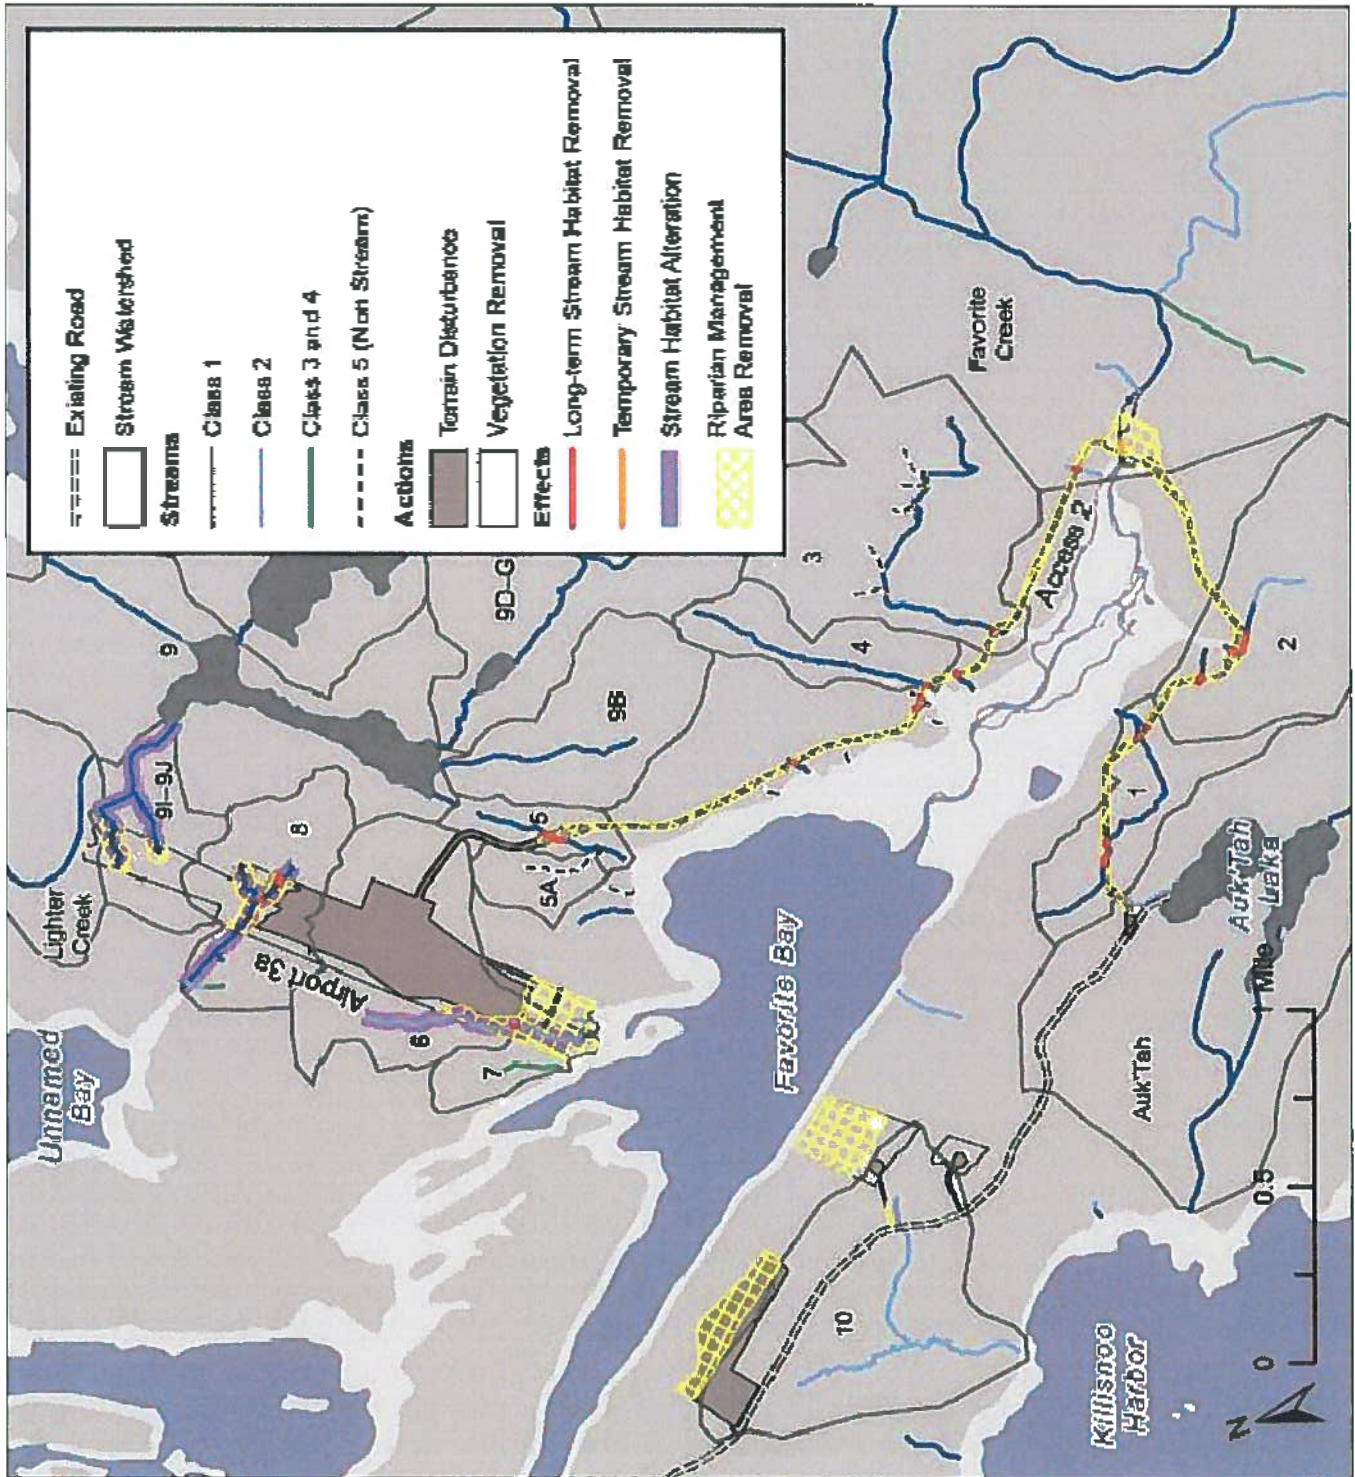 Existing Road
Stream Watershed
Streams
Class 1
Class 2
Class 3 and 4
Class 5 (Non Stream)
Actions
Terrain Disturbance
Vegetation Removal
Effects
Long-term Stream Habitat Removal
Temporary Stream Habitat Removal
Stream Habitat Alteration
Riparian Management
Area Removal
Unnamed
Bay
Lighter
Creek
9I–9J
9
8
Airport 3a
6
7
5A
5
9D–G
9B
4
3
Access 2
Favorite
Creek
Favorite Bay
2
1
Auk'Tah
Lake
Auk'Tah
10
Killisnoo
Harbor
N
0
0.5
1 Mile